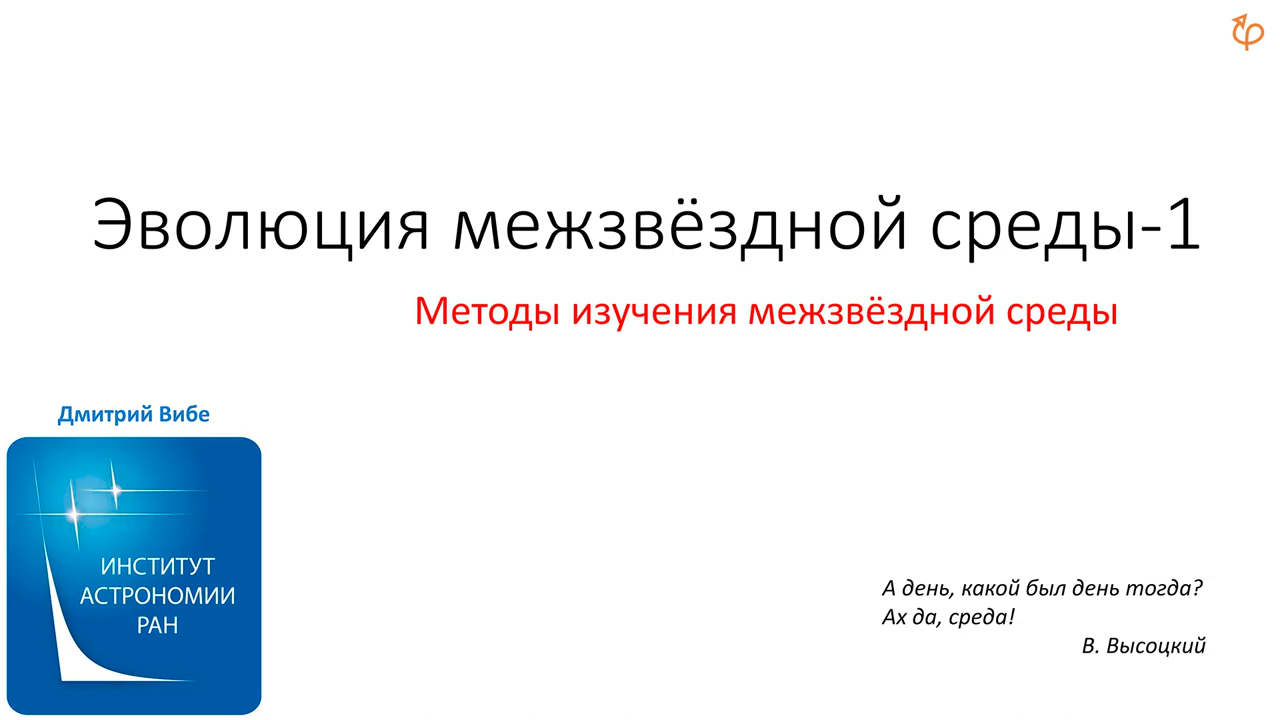 Эволюция межзвёздной среды-1
Методы изучения межзвёздной среды
Дмитрий Вибе
ИНСТИТУТ
АСТРОНОМИИ
РАН
А день, какой был день тогда?
Ах да, среда!
В. Высоцкий